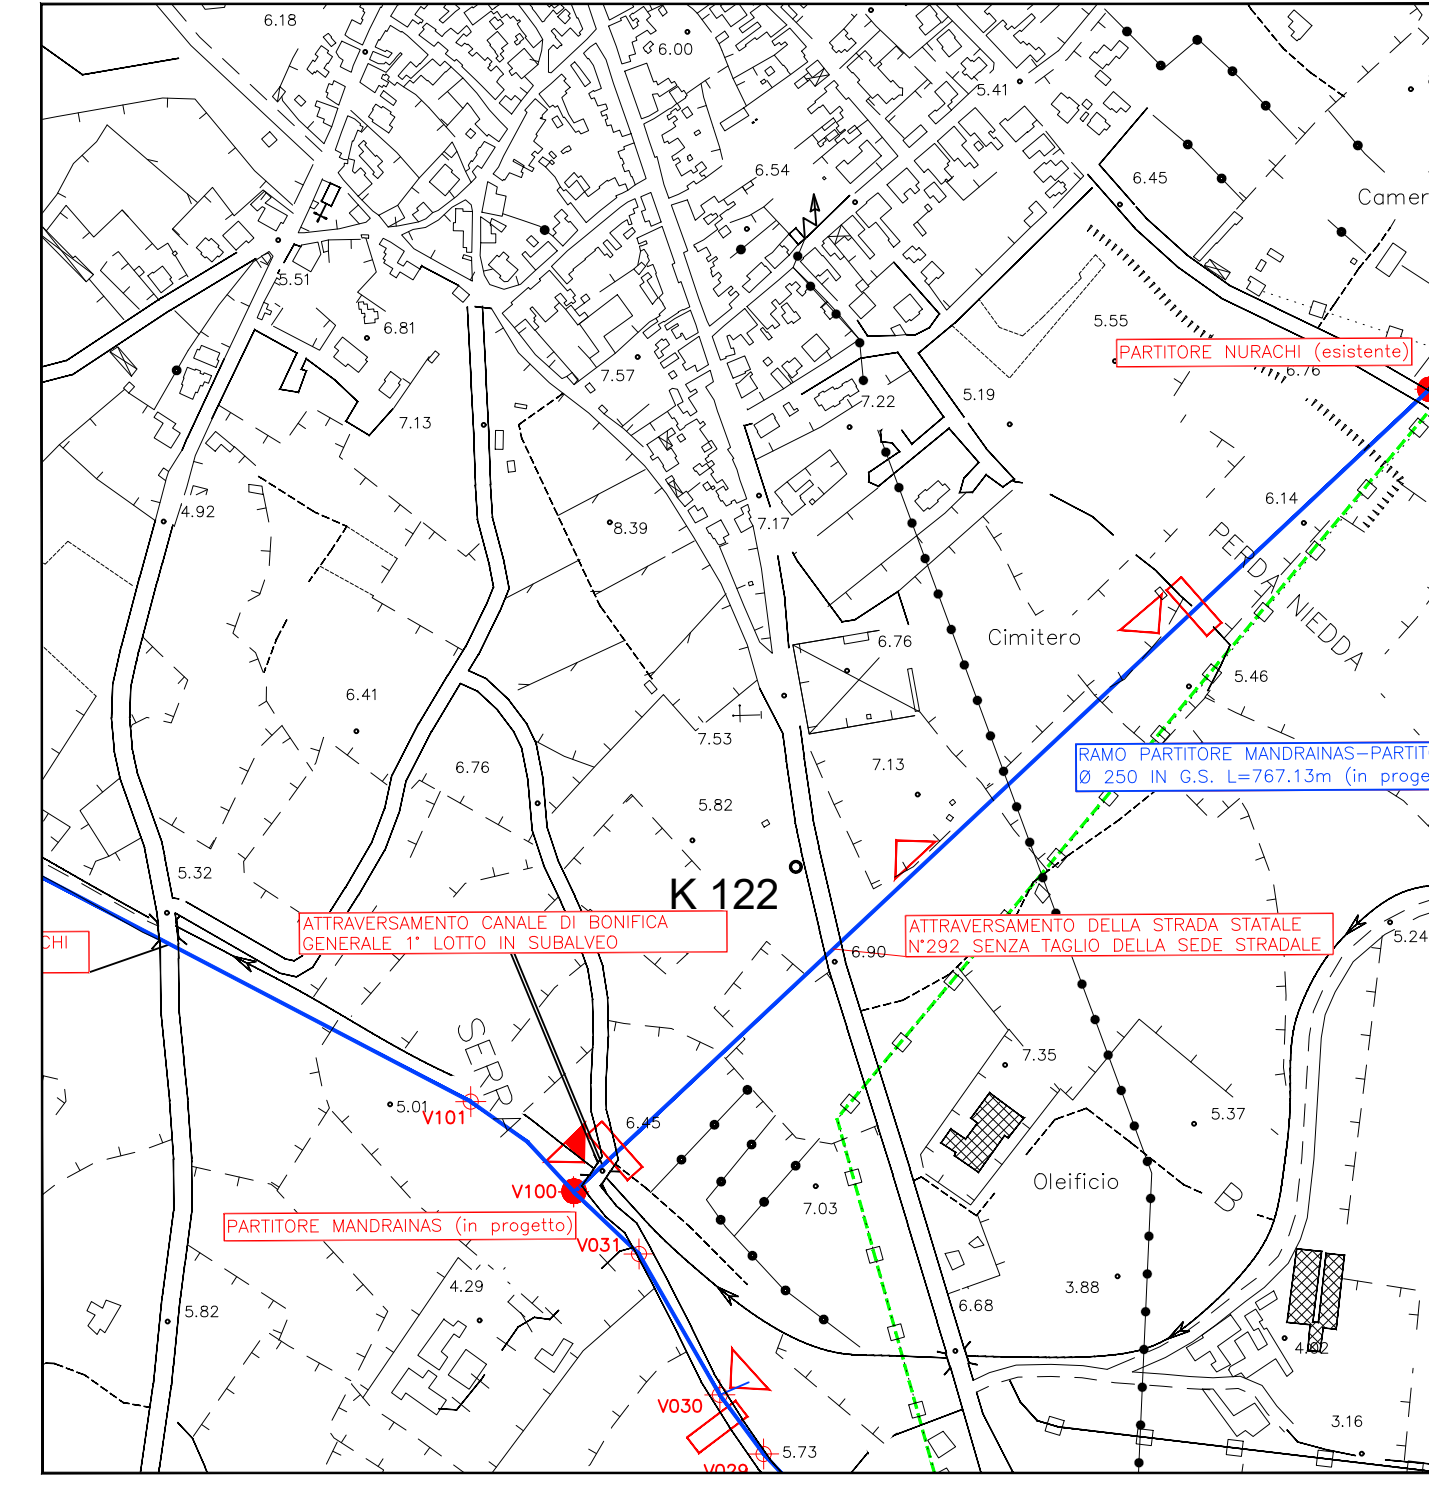 6.18
6.00
5.41
6.54
6.45
Camer
5.51
6.81
5.55
PARTITORE NURACHI (esistente)
6.76
7.57
7.22
5.19
7.13
6.14
4.92
8.39
7.17
PERDA NIEDDA
6.76
Cimitero
5.46
6.41
7.53
RAMO PARTITORE MANDRAINAS-PARTIT
Ø 250 IN G.S. L=767.13m (in proge
6.76
7.13
5.82
5.32
K 122
ATTRAVERSAMENTO CANALE DI BONIFICA
GENERALE 1° LOTTO IN SUBALVEO
ATTRAVERSAMENTO DELLA STRADA STATALE
N°292 SENZA TAGLIO DELLA SEDE STRADALE
CHI
5.24
6.90
SERRA
7.35
5.01
V101
6.45
5.37
V100
Oleificio
B
7.03
PARTITORE MANDRAINAS (in progetto)
V031
4.29
3.88
5.82
6.68
4.02
V030
3.16
5.73
V029